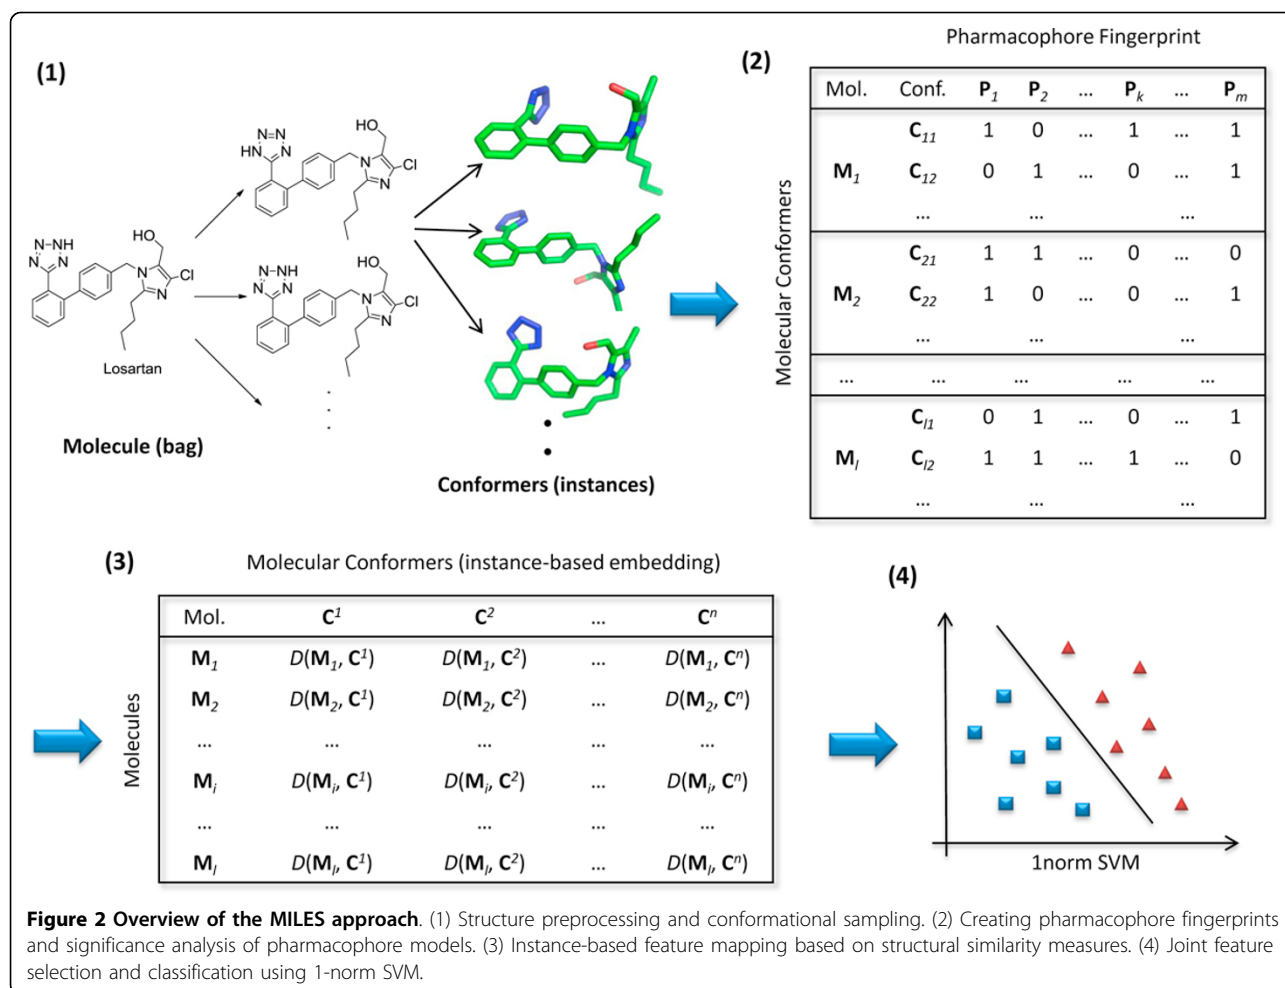 (1)
N=N
HN N
HO
N
N
Cl
N NH
N N
HO
N
N
Cl
Losartan
N NH
N N
HO
N
N
Cl
Molecule (bag)
Conformers (instances)
(2)
Pharmacophore Fingerprint
Molecular Conformers
Mol. Conf. P1 P2 ... Pk ... Pm
C11 1 0 ... 1 ... 1
M1 C12 0 1 ... 0 ... 1
... ... ...
C21 1 1 ... 0 ... 0
M2 C22 1 0 ... 0 ... 1
... ... ...
... ... ... ... ...
Cl1 0 1 ... 0 ... 1
Ml Cl2 1 1 ... 1 ... 0
... ... ...
(3)
Molecular Conformers (instance-based embedding)
Molecules
Mol. C1 C2 ... Cn
M1 D(M1, C1) D(M1, C2) ... D(M1, Cn)
M2 D(M2, C1) D(M2, C2) ... D(M2, Cn)
... ... ... ... ...
Mi D(Mi, C1) D(Mi, C2) ... D(Mi, Cn)
... ... ... ... ...
Ml D(Ml, C1) D(Ml, C2) ... D(Ml, Cn)
(4)
1norm SVM
Figure 2 Overview of the MILES approach. (1) Structure preprocessing and conformational sampling. (2) Creating pharmacophore fingerprints
and significance analysis of pharmacophore models. (3) Instance-based feature mapping based on structural similarity measures. (4) Joint feature
selection and classification using 1-norm SVM.